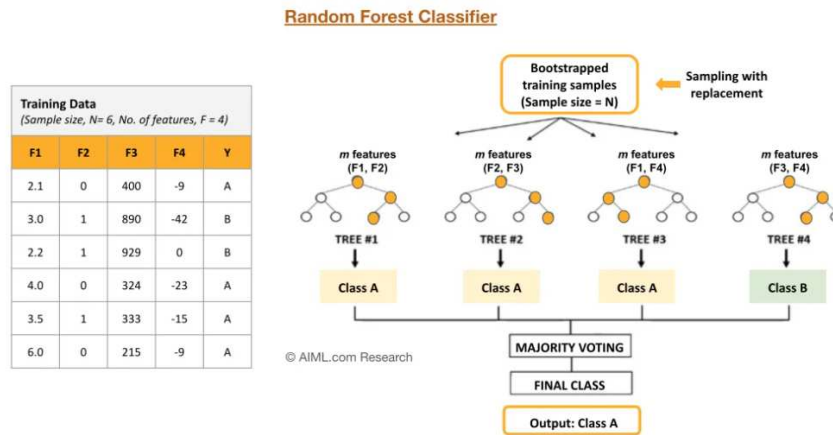 Random Forest Classifier
Training Data
(Sample size, N= 6, No. of features, F = 4)
F1 F2 F3 F4 Y
2.1 0 400 -9 A
3.0 1 890 -42 B
2.2 1 929 0 B
4.0 0 324 -23 A
3.5 1 333 -15 A
6.0 0 215 -9 A
Bootstrapped
training samples
(Sample size = N)
Sampling with
replacement
m features
(F1, F2)
m features
(F2, F3)
m features
(F1, F4)
m features
(F3, F4)
TREE #1 TREE #2 TREE #3 TREE #4
Class A Class A Class A Class B
MAJORITY VOTING
© AIML.com Research
FINAL CLASS
Output: Class A